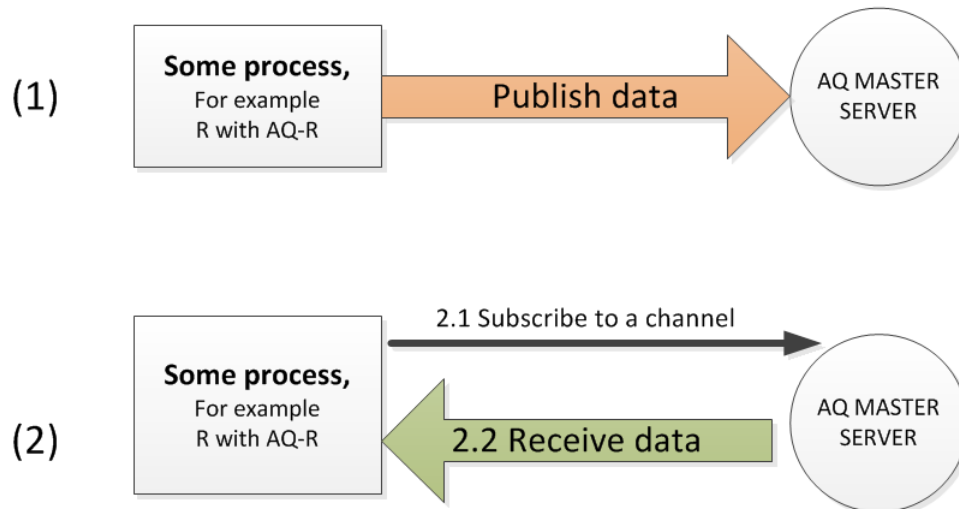 (1)
Some process,
For example
R with AQ-R
Publish data
AQ MASTER
SERVER
(2)
Some process,
For example
R with AQ-R
2.1 Subscribe to a channel
2.2 Receive data
AQ MASTER
SERVER